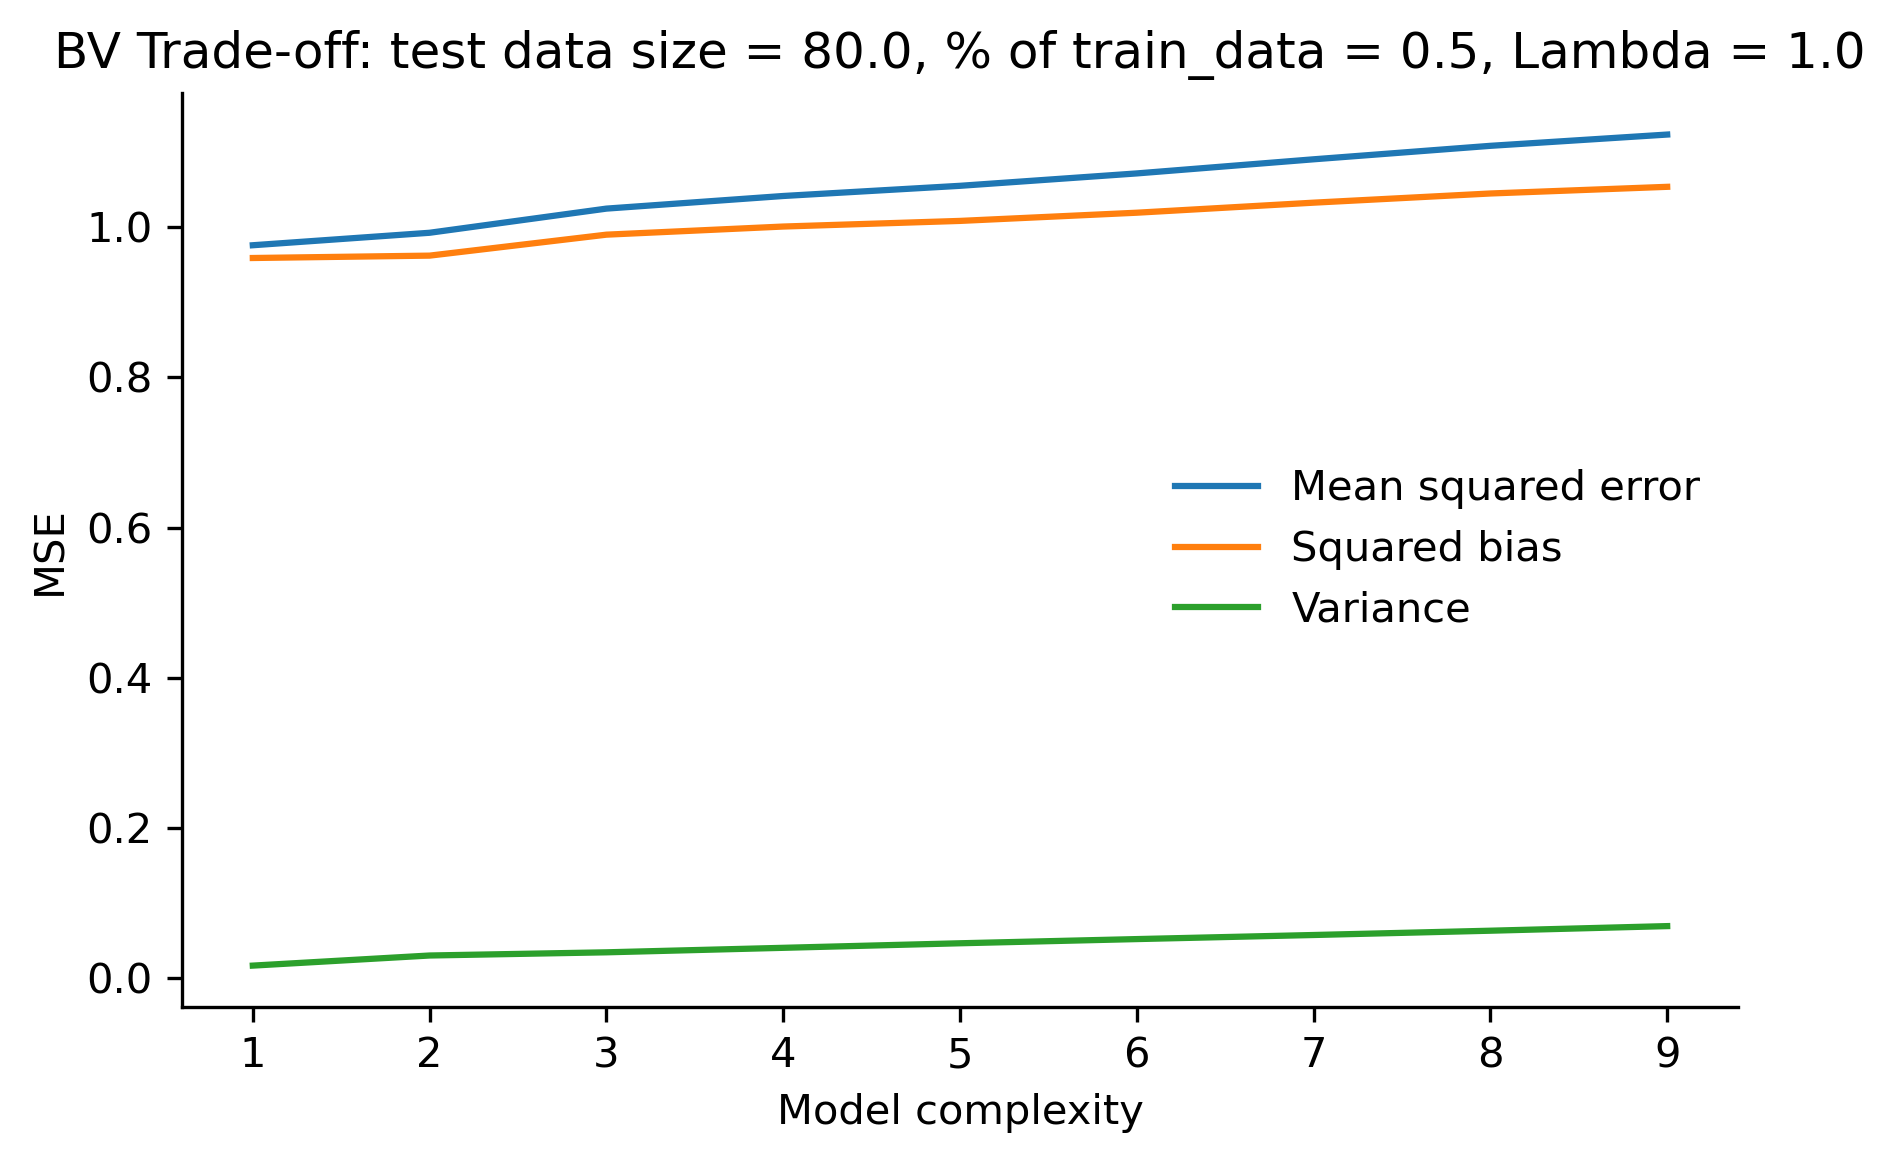 BV Trade-off: test data size = 80.0, % of train_data = 0.5, Lambda = 1.0
1.0
0.8
0.6
0.4
0.2
0.0
MSE
Mean squared error
Squared bias
Variance
1 2 3 4 5 6 7 8 9
Model complexity